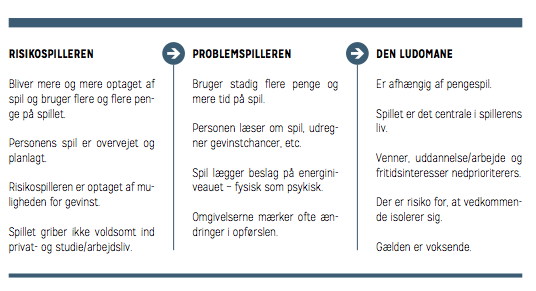 RISIKOSPILLEREN
Bliver mere og mere optaget af
spil og bruger flere og flere pen-
ge på spillet.
Personens spil er overvejet og
planlagt.
Risikospilleren er optaget af mu-
ligheden for gevinst.
Spillet griber ikke voldsomt ind
privat- og studie/arbejdsliv.
PROBLEMSPILLEREN
Bruger stadig flere penge og
mere tid på spil.
Personen læser om spil, udreg-
ner gevinstchancer, etc.
Spil lægger beslag på energini-
veauet – fysisk som psykisk.
Omgivelserne mærker ofte æn-
dringer i opførslen.
DEN LUDOMANE
Er afhængig af pengespil.
Spillet er det centrale i spillerens
liv.
Venner, uddannelse/arbejde og
fritidsinteresser nedprioriterers.
Der er risiko for, at vedkommen-
de isolerer sig.
Gælden er voksende.